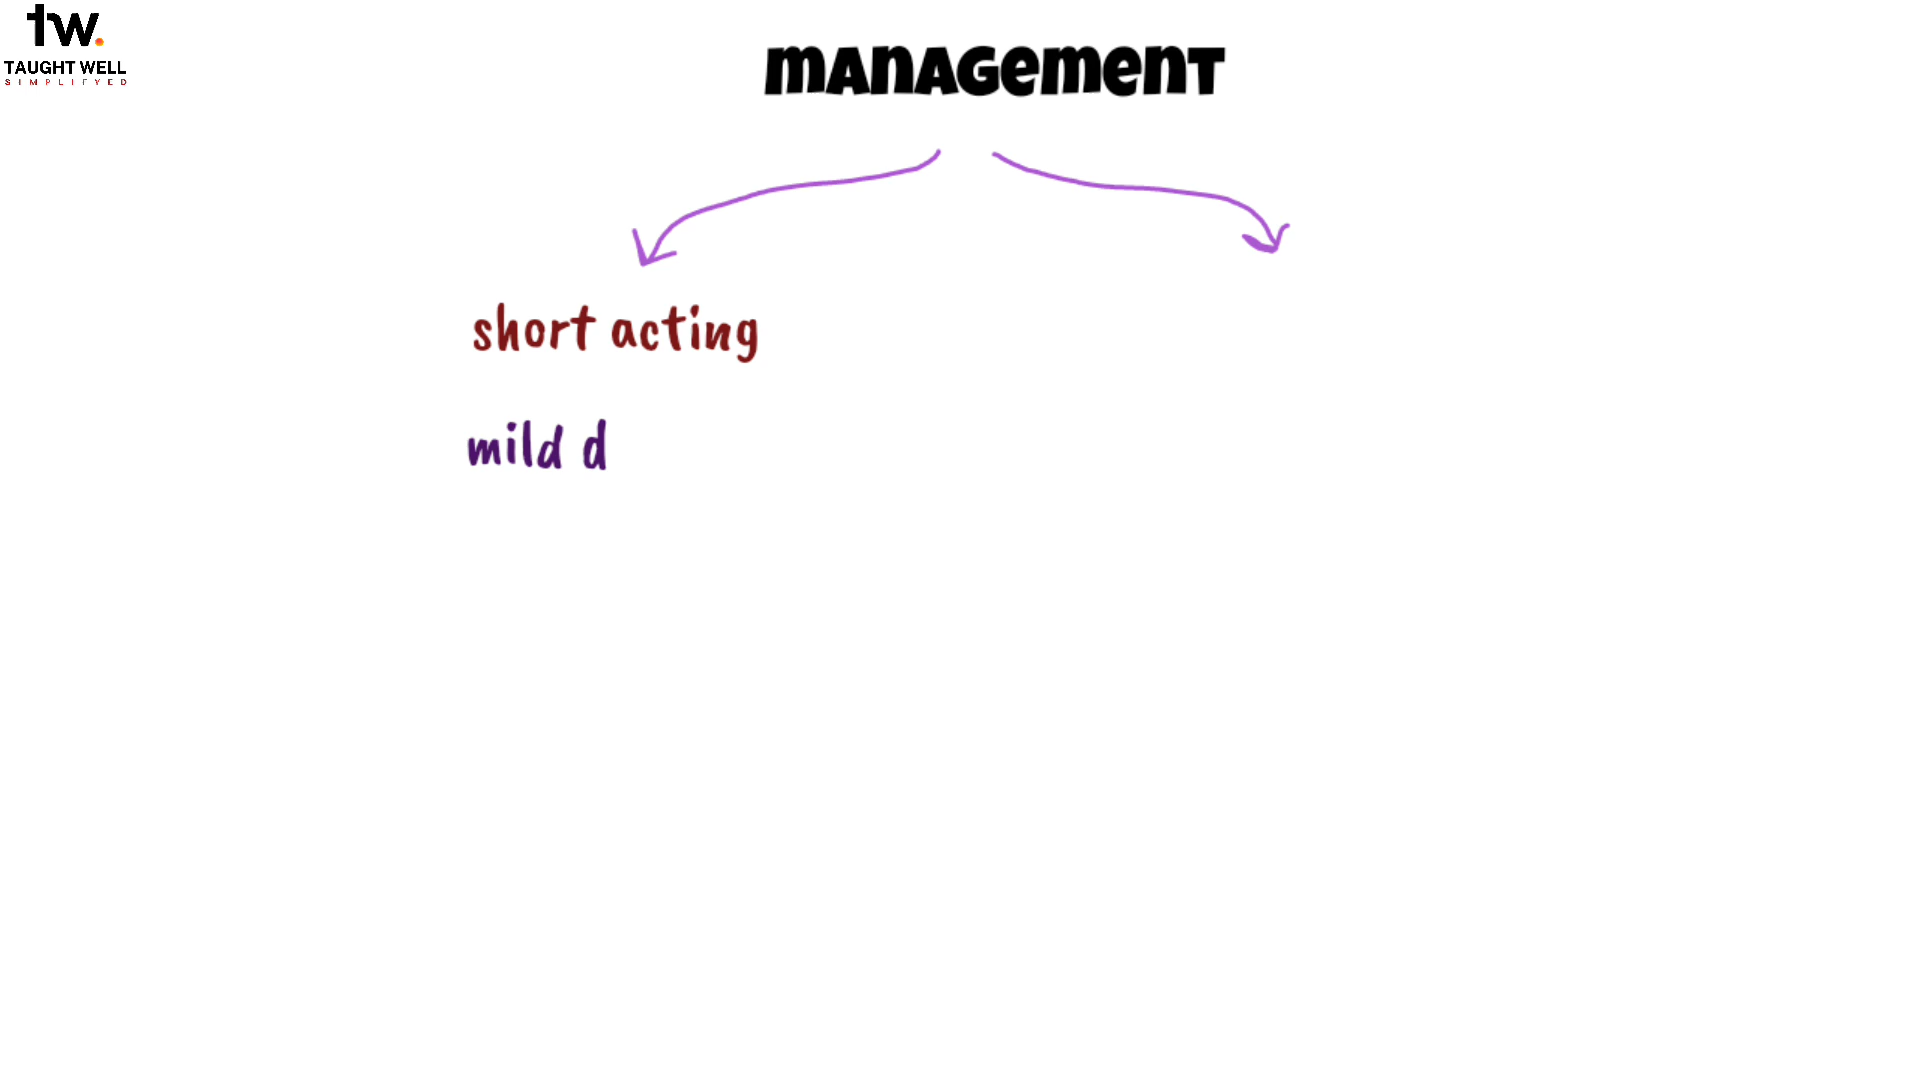 tw.
TAUGHT WELL
SIMPLIFYED
management
short acting
mild d